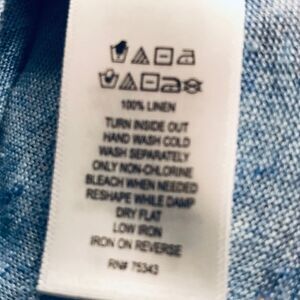 100% LINEN
TURN INSIDE OUT
HAND WASH COLD
WASH SEPARATELY
ONLY NON-CHLORINE
BLEACH WHEN NEEDED
RESHAPE WHILE DAMP
DRY FLAT
LOW IRON
IRON ON REVERSE
RN# 75343